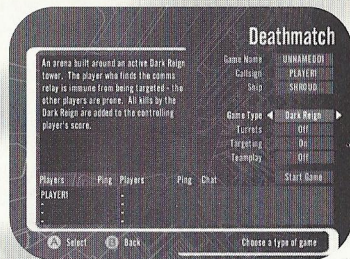 Deathmatch
An arena built around an active Dark Reign
tower. The player who finds the comms
relay is immune from being targeted - the
other players are prone. All kills by the
Dark Reign are added to the controlling
player's score.
Game Name UNNAMED01
Callsign PLAYER1
Ship SHROUD
Game Type Dark Reign
Turrets Off
Targeting On
Teamplay Off
Start Game
Players Ping Players Ping Chat
PLAYER1
A Select B Back Choose a type of game